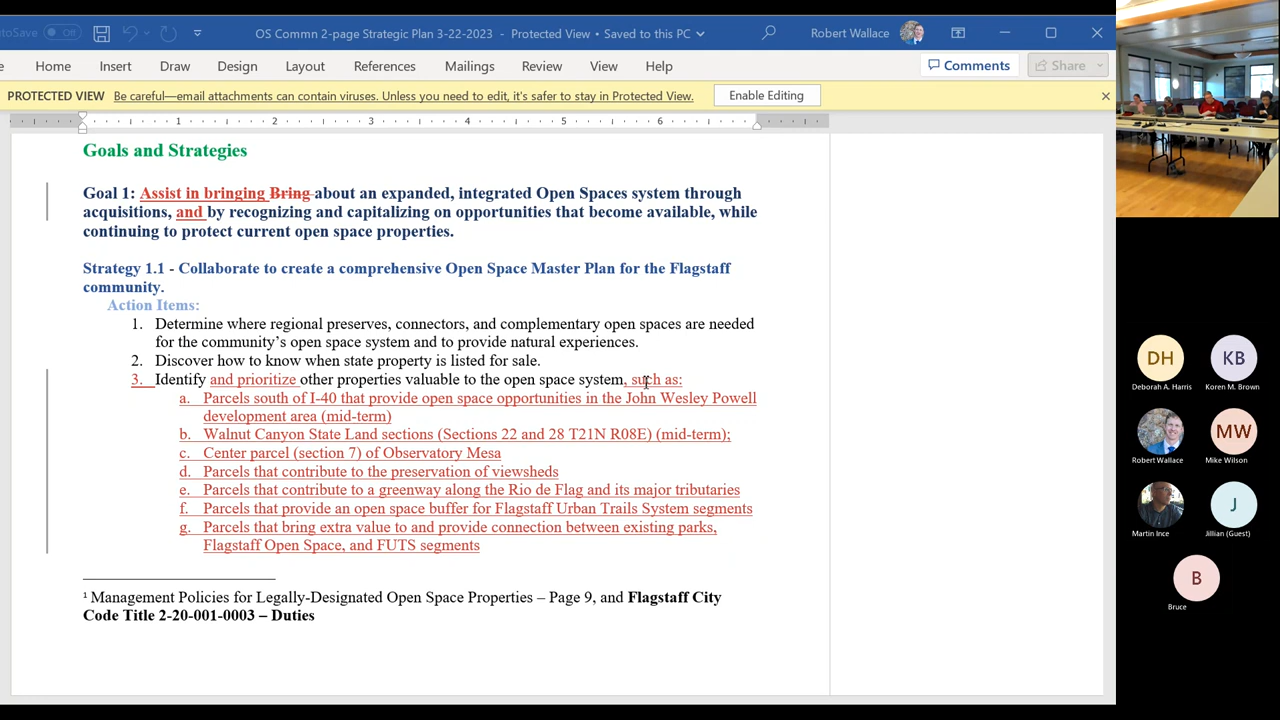 utoSave Off OS Commn 2-page Strategic Plan 3-22-2023 - Protected View • Saved to this PC Robert Wallace
Home Insert Draw Design Layout References Mailings Review View Help Comments Share
PROTECTED VIEW Be careful—email attachments can contain viruses. Unless you need to edit, it's safer to stay in Protected View. Enable Editing
1 2 3 4 5 6
Goals and Strategies
Goal 1: Assist in bringing Bring about an expanded, integrated Open Spaces system through
acquisitions, and by recognizing and capitalizing on opportunities that become available, while
continuing to protect current open space properties.
Strategy 1.1 - Collaborate to create a comprehensive Open Space Master Plan for the Flagstaff
community.
Action Items:
1. Determine where regional preserves, connectors, and complementary open spaces are needed
for the community's open space system and to provide natural experiences.
2. Discover how to know when state property is listed for sale.
3. Identify and prioritize other properties valuable to the open space system, such as:
a. Parcels south of I-40 that provide open space opportunities in the John Wesley Powell
development area (mid-term)
b. Walnut Canyon State Land sections (Sections 22 and 28 T21N R08E) (mid-term);
c. Center parcel (section 7) of Observatory Mesa
d. Parcels that contribute to the preservation of viewsheds
e. Parcels that contribute to a greenway along the Rio de Flag and its major tributaries
f. Parcels that provide an open space buffer for Flagstaff Urban Trails System segments
g. Parcels that bring extra value to and provide connection between existing parks,
Flagstaff Open Space, and FUTS segments
1 Management Policies for Legally-Designated Open Space Properties – Page 9, and Flagstaff City
Code Title 2-20-001-0003 – Duties
DH KB
Deborah A. Harris Koren M. Brown
MW
Robert Wallace Mike Wilson
J
Martin Ince Jillian (Guest)
B
Bruce